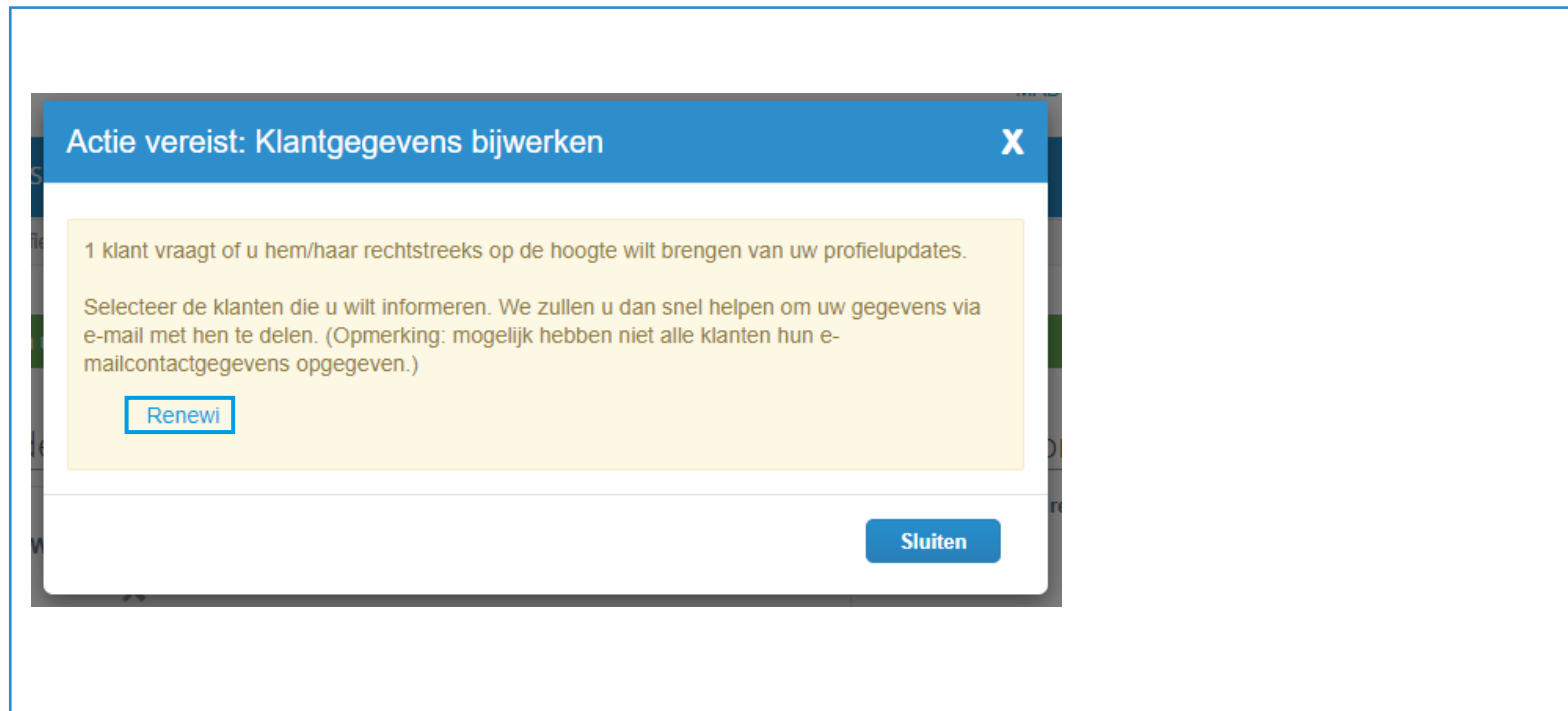 Actie vereist: Klantgegevens bijwerken
X
1 klant vraagt of u hem/haar rechtstreeks op de hoogte wilt brengen van uw profielupdates.
Selecteer de klanten die u wilt informeren. We zullen u dan snel helpen om uw gegevens via
e-mail met hen te delen. (Opmerking: mogelijk hebben niet alle klanten hun e-
mailcontactgegevens opgegeven.)
Renewi
Sluiten